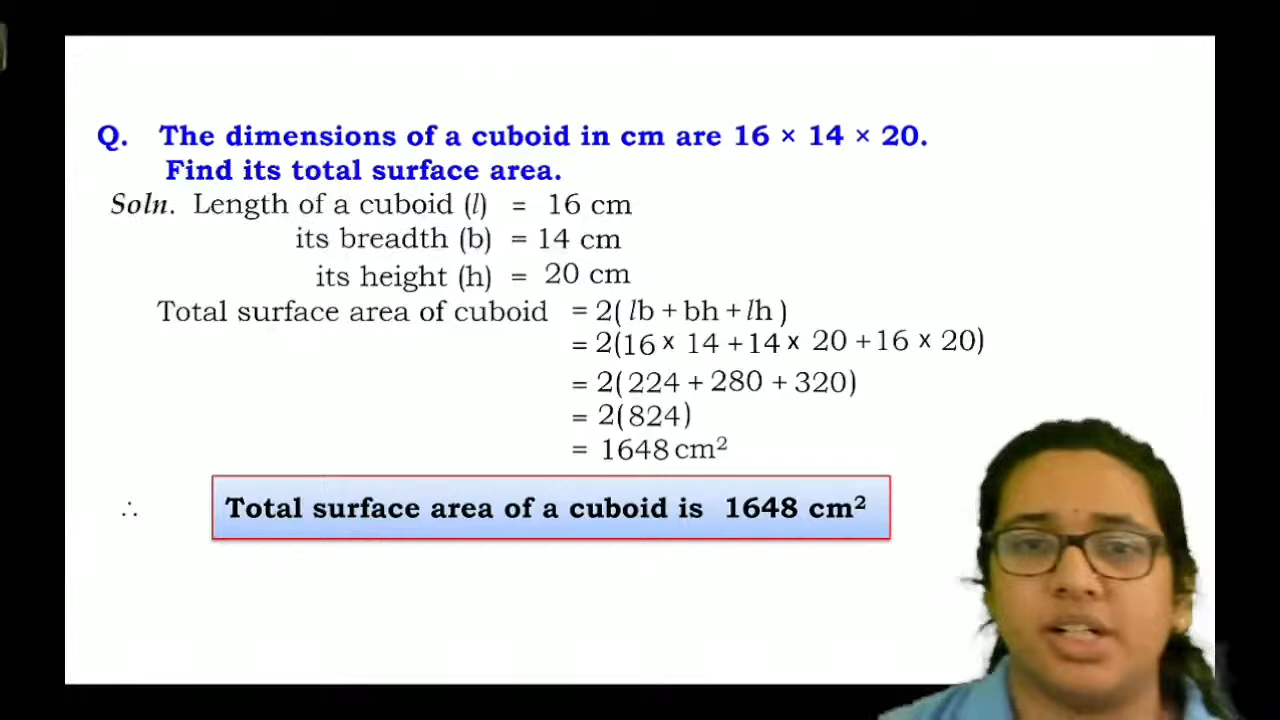 Q. The dimensions of a cuboid in cm are 16 × 14 × 20.
Find its total surface area.
Soln. Length of a cuboid (l) = 16 cm
its breadth (b) = 14 cm
its height (h) = 20 cm
Total surface area of cuboid = 2( lb + bh + lh )
= 2(16 × 14 + 14 × 20 + 16 × 20)
= 2(224 + 280 + 320)
= 2(824)
= 1648 cm²
∴ Total surface area of a cuboid is 1648 cm²